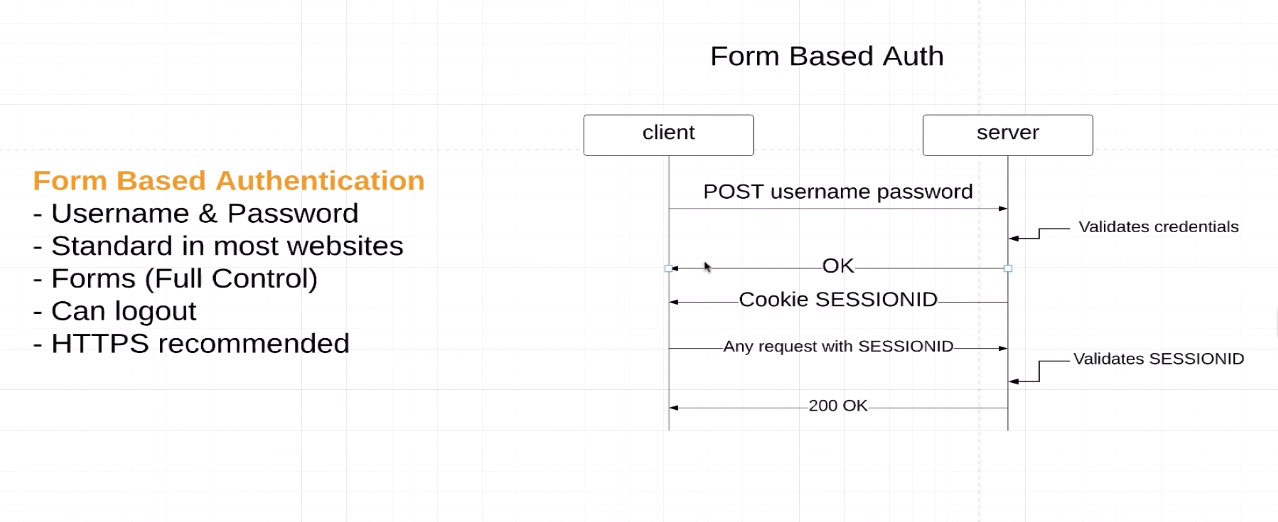 Form Based Auth
client
server
Form Based Authentication
- Username & Password
- Standard in most websites
- Forms (Full Control)
- Can logout
- HTTPS recommended
POST username password
Validates credentials
OK
Cookie SESSIONID
Any request with SESSIONID
Validates SESSIONID
200 OK